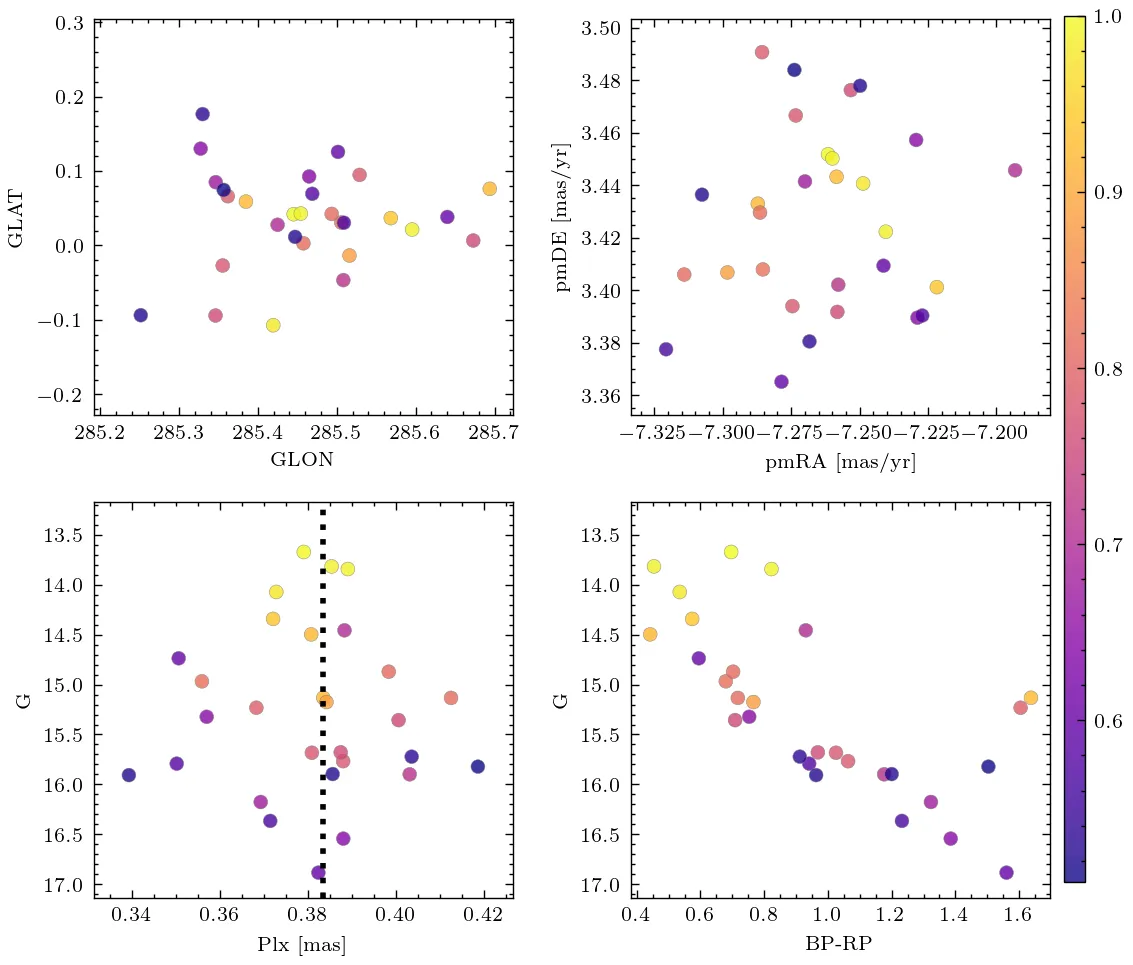 0.3
0.2
0.1
0.0
−0.1
−0.2
GLAT
285.2 285.3 285.4 285.5 285.6 285.7
GLON
3.50
3.48
3.46
3.44
3.42
3.40
3.38
3.36
pmDE [mas/yr]
−7.325 −7.300 −7.275 −7.250 −7.225 −7.200
pmRA [mas/yr]
1.0
0.9
0.8
0.7
0.6
13.5
14.0
14.5
15.0
15.5
16.0
16.5
17.0
G
0.34 0.36 0.38 0.40 0.42
Plx [mas]
13.5
14.0
14.5
15.0
15.5
16.0
16.5
17.0
G
0.4 0.6 0.8 1.0 1.2 1.4 1.6
BP-RP